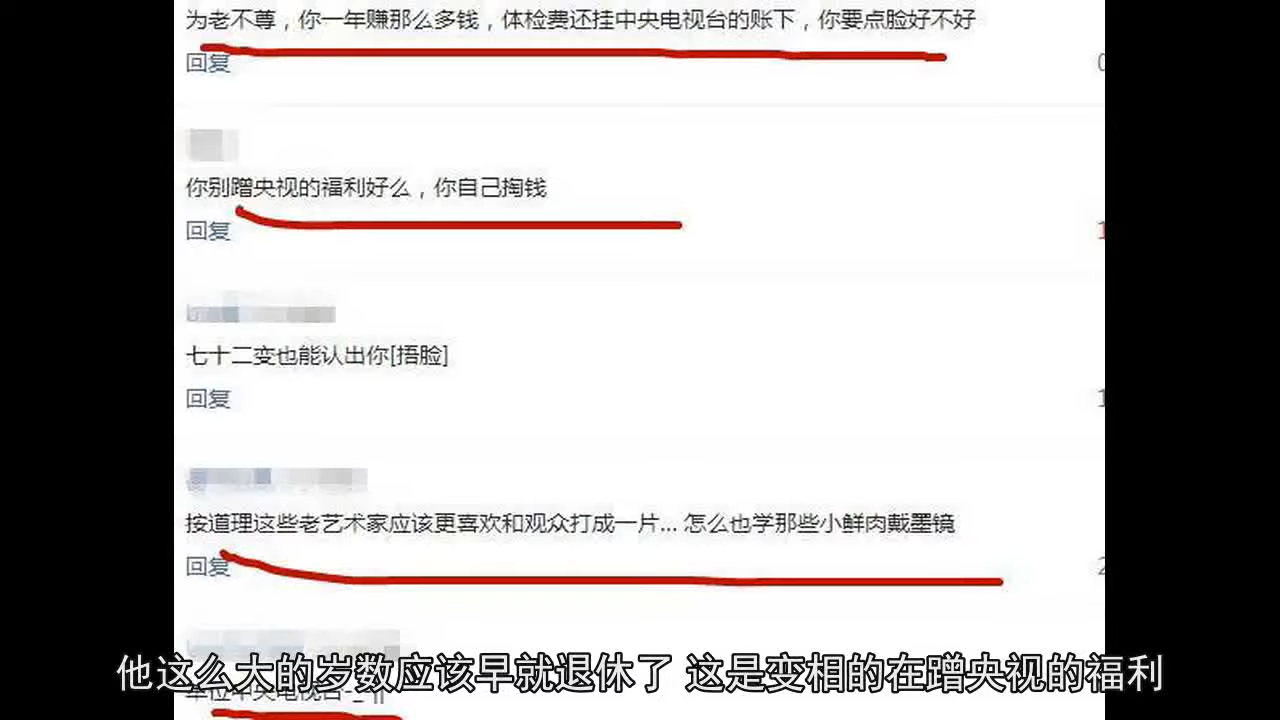 为老不尊，你一年赚那么多钱，体检费还挂中央电视台的账下，你要点脸好不好
回复
你别蹭央视的福利好么，你自己掏钱
回复
七十二变也能认出你[捂脸]
回复
按道理这些老艺术家应该更喜欢和观众打成一片... 怎么也学那些小鲜肉戴墨镜
回复
他这么大的岁数应该早就退休了 这是变相的在蹭央视的福利